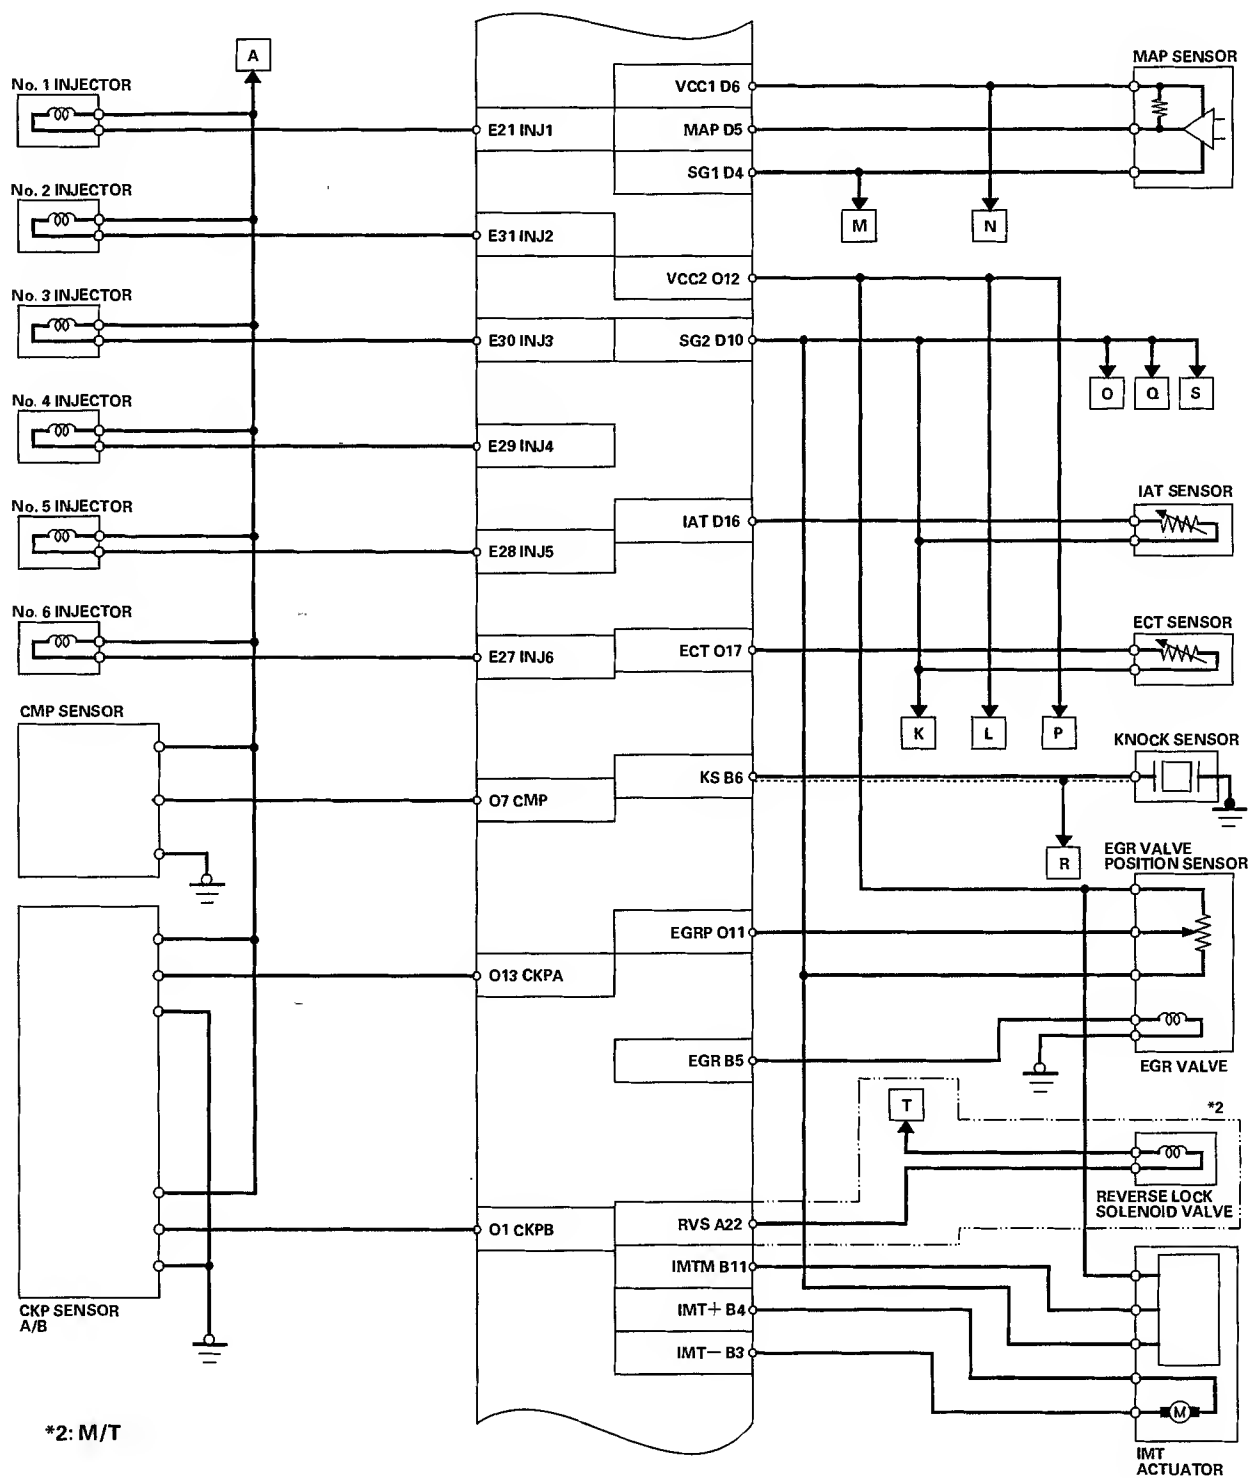 A
No. 1 INJECTOR
No. 2 INJECTOR
No. 3 INJECTOR
No. 4 INJECTOR
No. 5 INJECTOR
No. 6 INJECTOR
CMP SENSOR
CKP SENSOR
A/B
*2: M/T
E21 INJ1
E31 INJ2
E30 INJ3
E29 INJ4
E28 INJ5
E27 INJ6
O7 CMP
O13 CKPA
O1 CKPB
VCC1 D6
MAP D5
SG1 D4
VCC2 O12
SG2 D10
IAT D16
ECT O17
KS B6
EGRP O11
EGR B5
RVS A22
IMTM B11
IMT+ B4
IMT− B3
MAP SENSOR
M
N
O
Q
S
IAT SENSOR
ECT SENSOR
K
L
P
KNOCK SENSOR
R
EGR VALVE
POSITION SENSOR
EGR VALVE
T
*2
REVERSE LOCK
SOLENOID VALVE
M
IMT
ACTUATOR